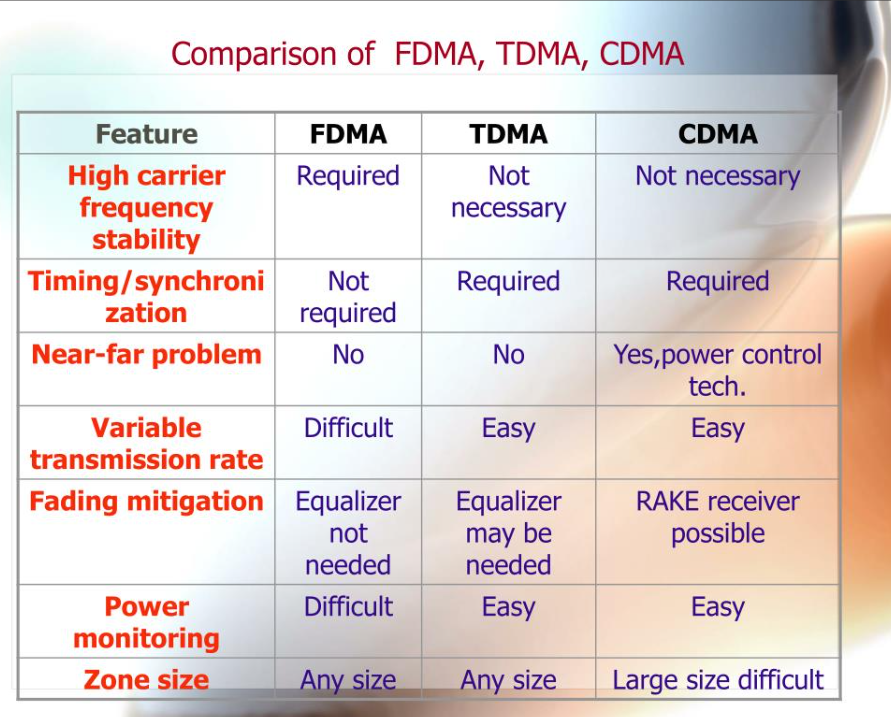 Comparison of FDMA, TDMA, CDMA
Feature FDMA TDMA CDMA
High carrier frequency stability Required Not necessary Not necessary
Timing/synchroni zation Not required Required Required
Near-far problem No No Yes,power control tech.
Variable transmission rate Difficult Easy Easy
Fading mitigation Equalizer not needed Equalizer may be needed RAKE receiver possible
Power monitoring Difficult Easy Easy
Zone size Any size Any size Large size difficult